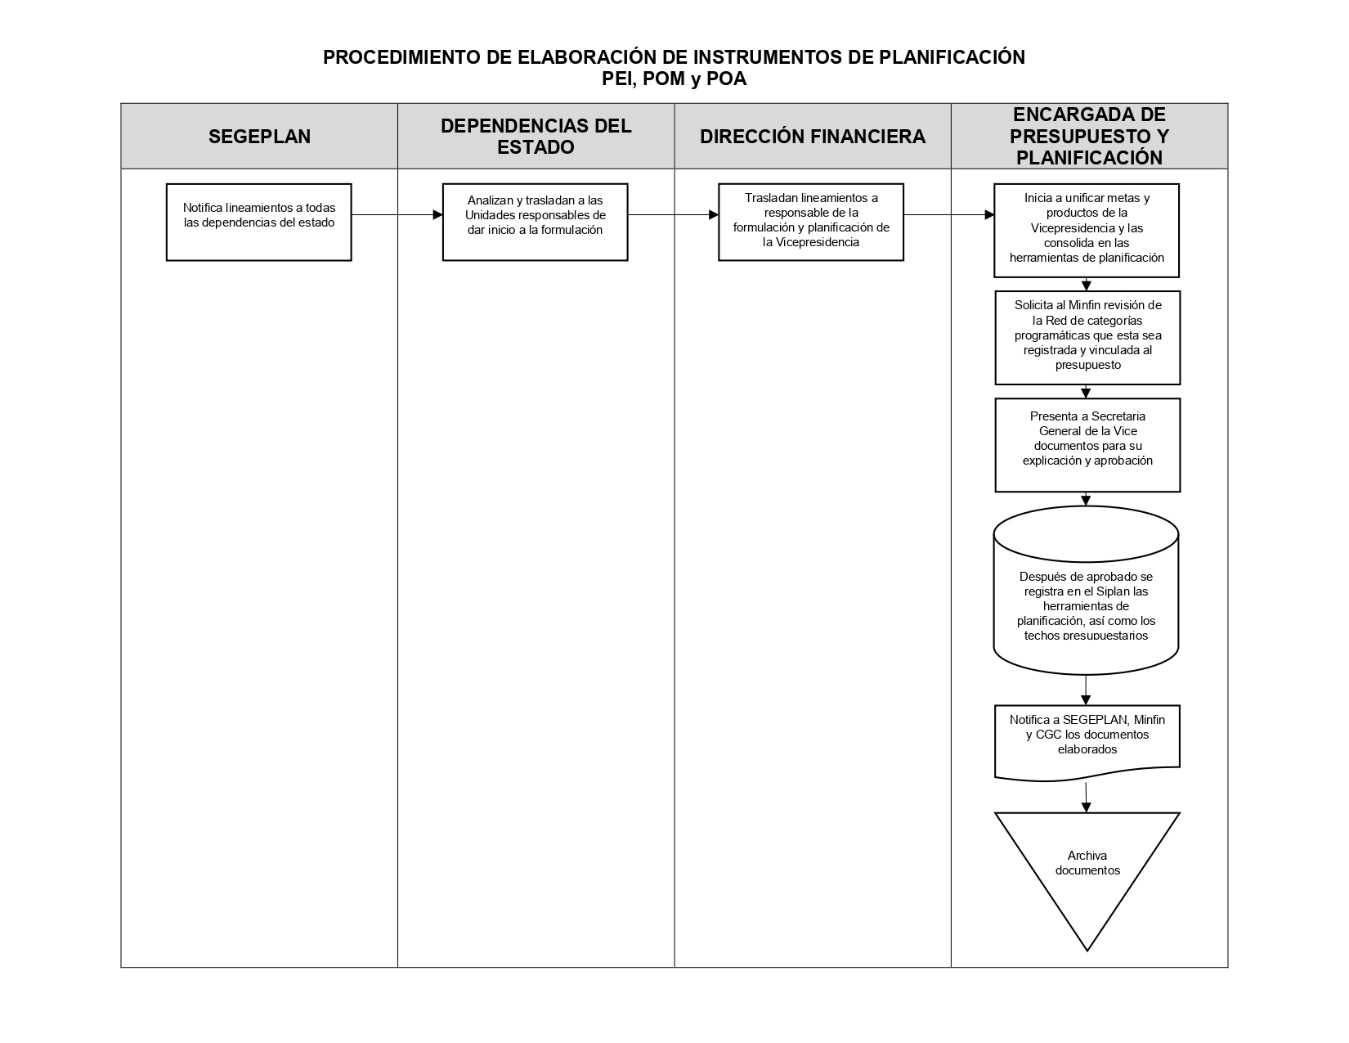 PROCEDIMIENTO DE ELABORACIÓN DE INSTRUMENTOS DE PLANIFICACIÓN
PEI, POM y POA
SEGEPLAN
DEPENDENCIAS DEL
ESTADO
DIRECCIÓN FINANCIERA
ENCARGADA DE
PRESUPUESTO Y
PLANIFICACIÓN
Notifica lineamientos a todas
las dependencias del estado
Analizan y trasladan a las
Unidades responsables de
dar inicio a la formulación
Trasladan lineamientos a
responsable de la
formulación y planificación de
la Vicepresidencia
Inicia a unificar metas y
productos de la
Vicepresidencia y las
consolida en las
herramientas de planificación
Solicita al Minfin revisión de
la Red de categorías
programáticas que esta sea
registrada y vinculada al
presupuesto
Presenta a Secretaria
General de la Vice
documentos para su
explicación y aprobación
Después de aprobado se
registra en el Siplan las
herramientas de
planificación, así como los
techos presupuestarios
Notifica a SEGEPLAN, Minfin
y CGC los documentos
elaborados
Archiva
documentos